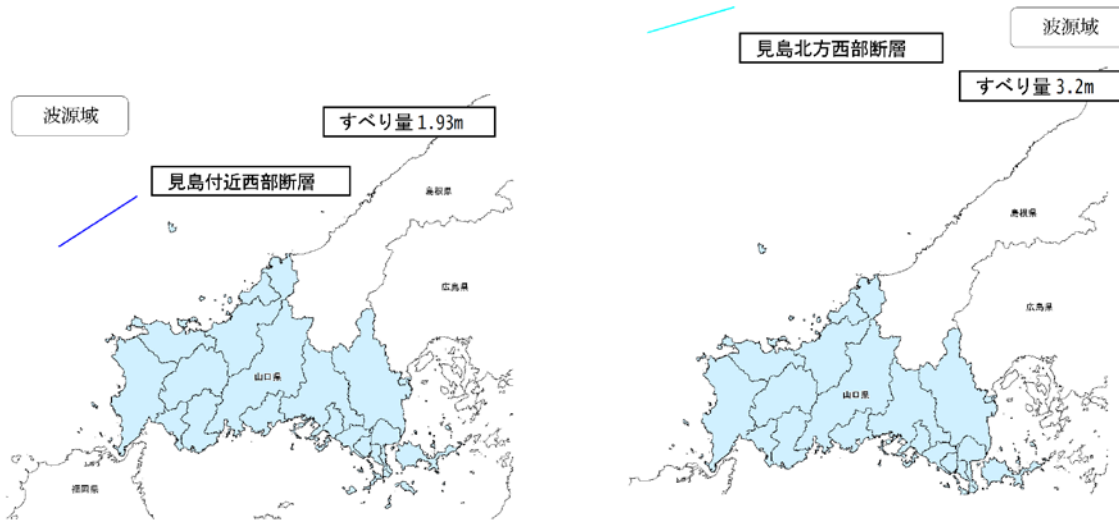 波源域
すべり量 1.93m
見島付近西部断層
島根県
広島県
山口県
福岡県
波源域
見島北方西部断層
すべり量 3.2m
島根県
広島県
山口県